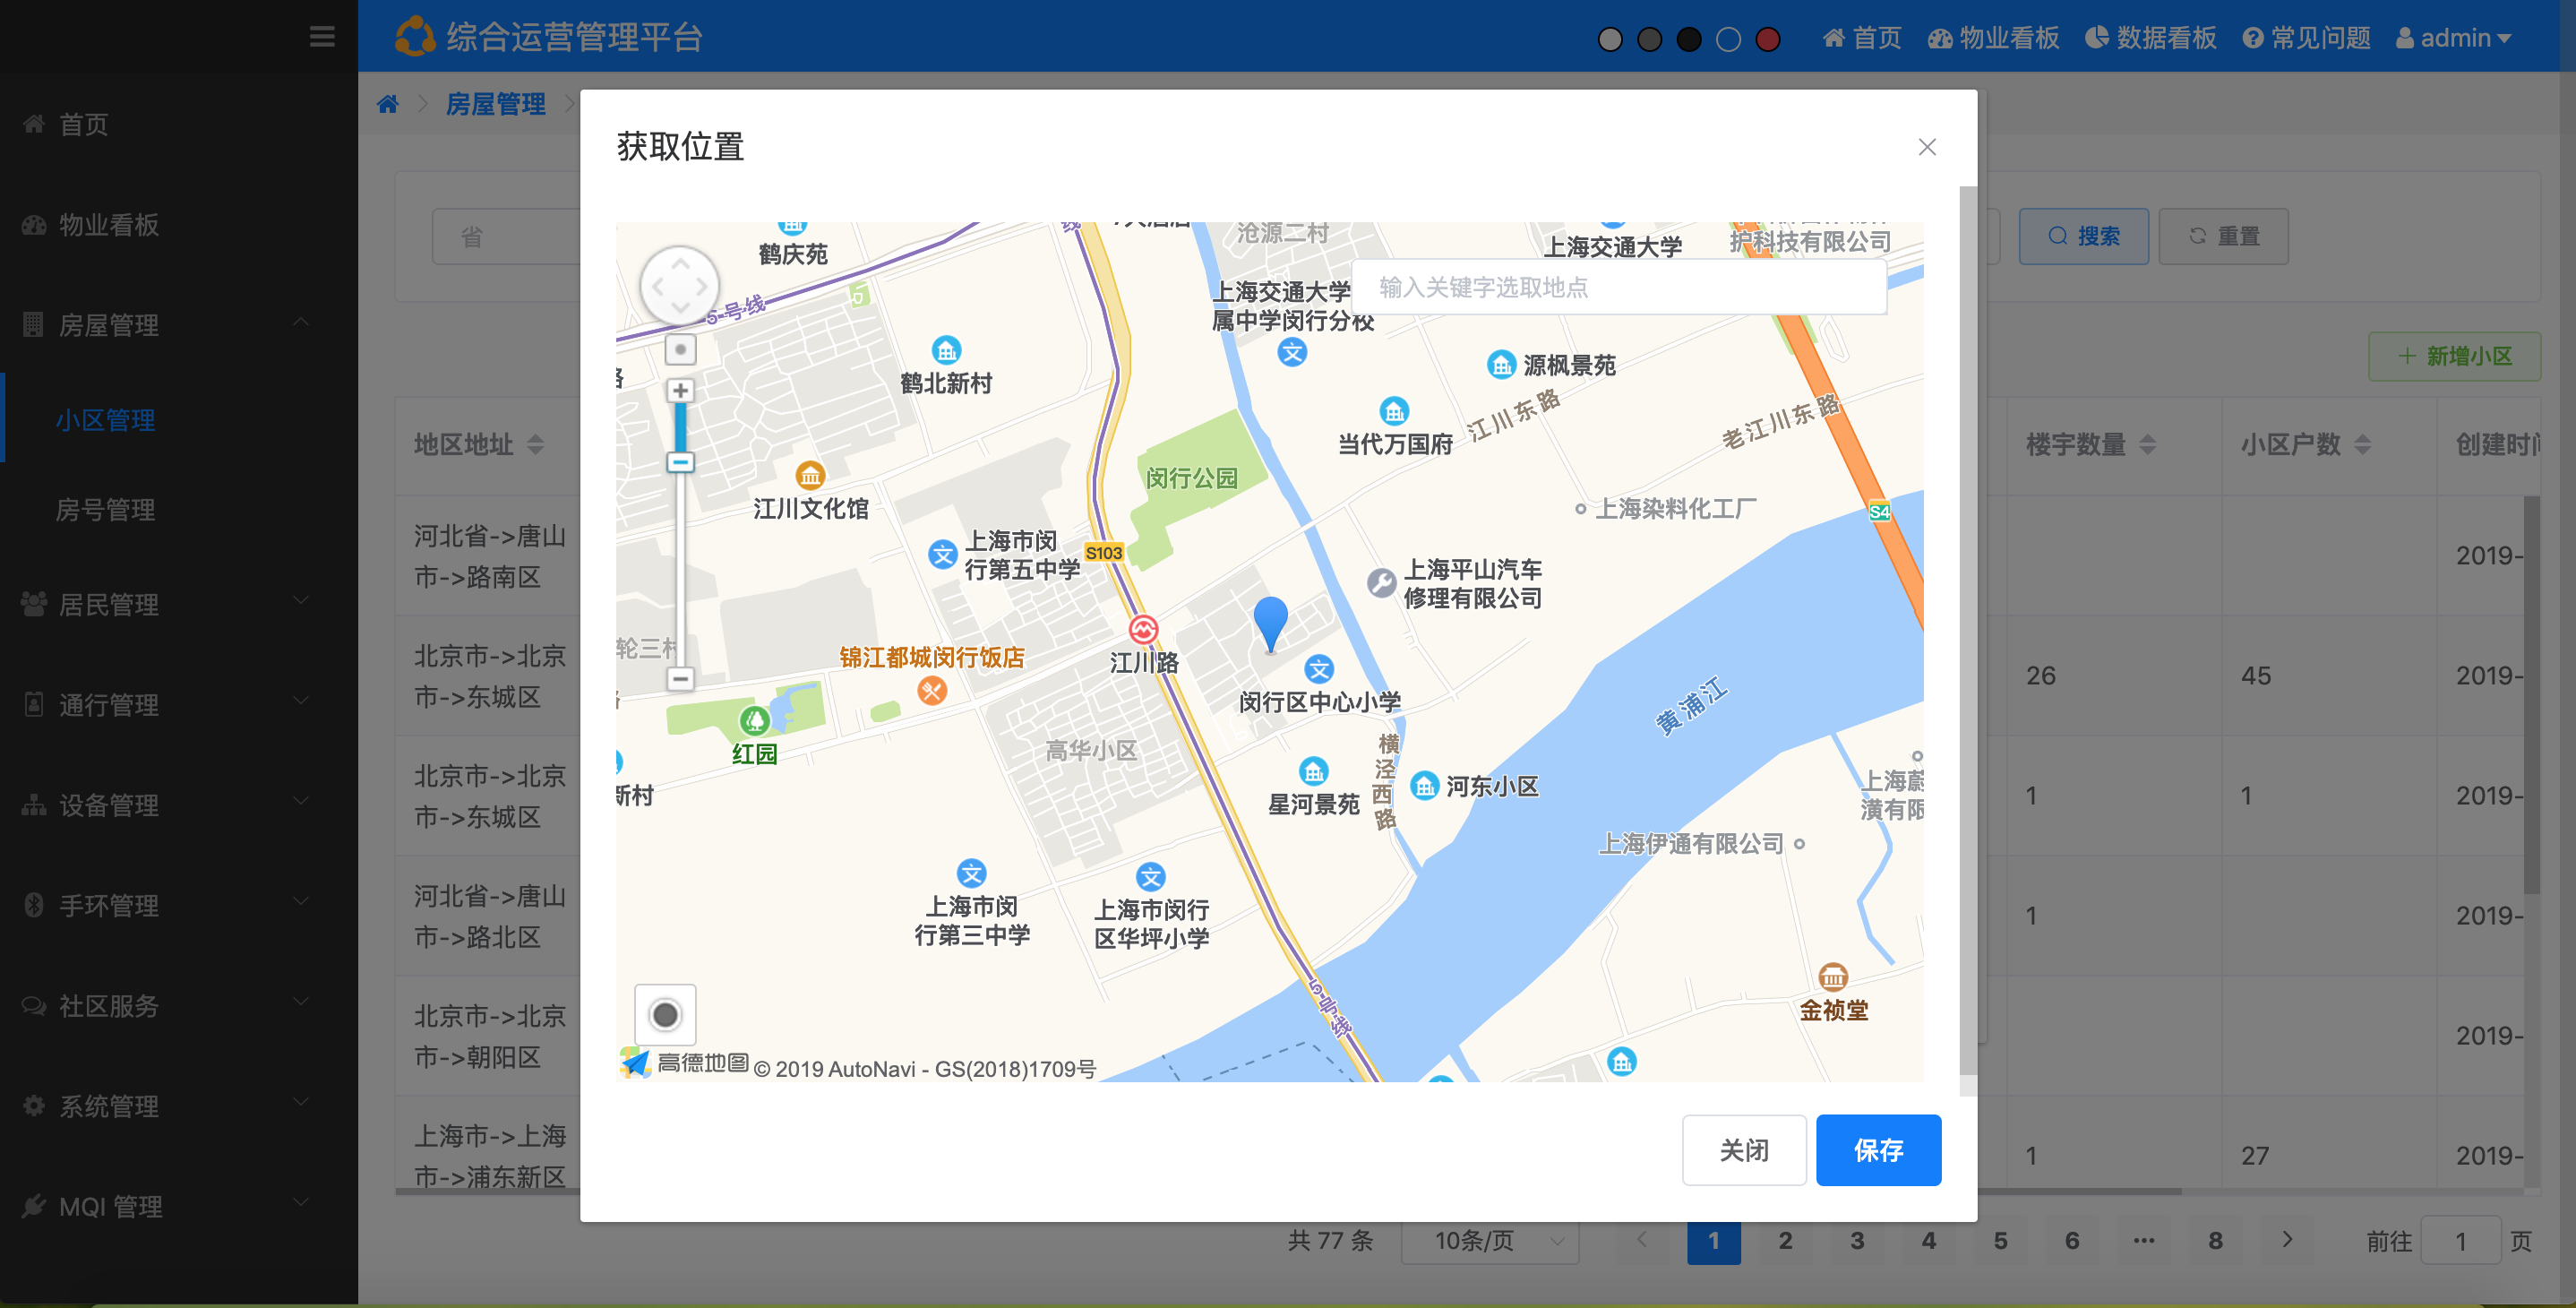 综合运营管理平台
首页
物业看板
数据看板
常见问题
admin
首页
物业看板
房屋管理
小区管理
房号管理
居民管理
通行管理
设备管理
手环管理
社区服务
系统管理
MQI 管理
房屋管理
省
搜索
重置
新增小区
地区地址
楼宇数量
小区户数
创建时间
河北省->唐山
市->路南区
2019-
北京市->北京
市->东城区
26
45
2019-
北京市->北京
市->东城区
1
1
2019-
河北省->唐山
市->路北区
1
2019-
北京市->北京
市->朝阳区
2019-
上海市->上海
市->浦东新区
1
27
2019-
获取位置
输入关键字选取地点
鹤庆苑
沧源二村
上海交通大学
护科技有限公司
5号线
上海交通大学
属中学闵行分校
鹤北新村
源枫景苑
当代万国府
江川东路
老江川东路
闵行公园
江川文化馆
上海染料化工厂
S4
上海市闵
行第五中学
S103
上海平山汽车
修理有限公司
轮三村
锦江都城闵行饭店
江川路
闵行区中心小学
黄浦江
红园
高华小区
横泾西路
新村
星河景苑
河东小区
上海蔚
潢有限
上海伊通有限公司
上海市闵
行第三中学
上海市闵行
区华坪小学
5号线
金祯堂
高德地图
© 2019 AutoNavi - GS(2018)1709号
关闭
保存
共 77 条
10条/页
1
2
3
4
5
6
8
前往
1
页